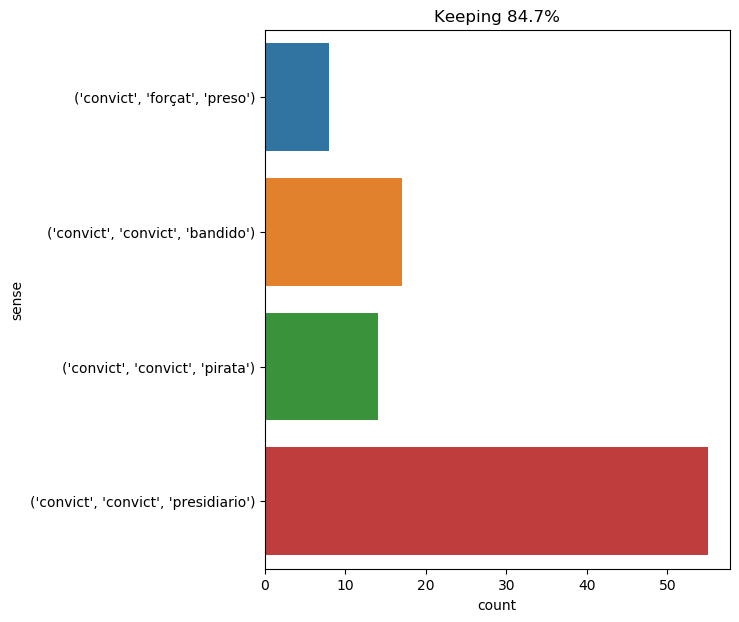 Keeping 84.7%
('convict', 'forçat', 'preso')
('convict', 'convict', 'bandido')
('convict', 'convict', 'pirata')
('convict', 'convict', 'presidiario')
sense
0 10 20 30 40 50
count